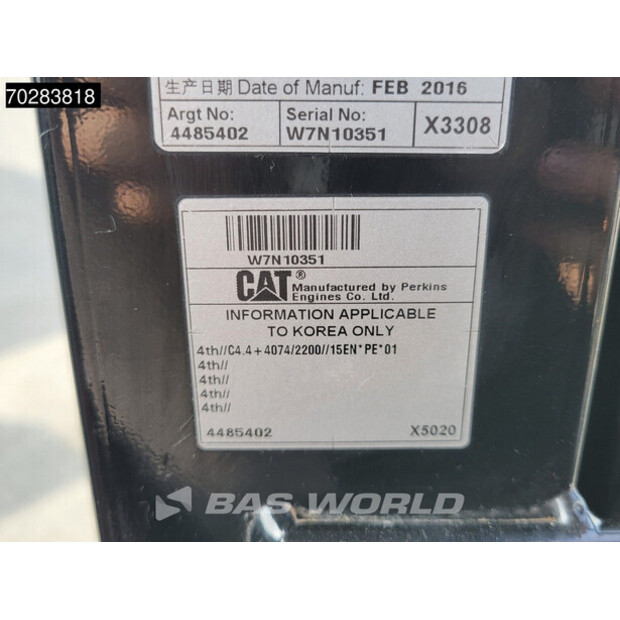 70283818
生产日期 Date of Manuf: FEB 2016
Argt No: Serial No:
4485402 W7N10351 X3308
W7N10351
CAT® Manufactured by Perkins
Engines Co. Ltd.
INFORMATION APPLICABLE
TO KOREA ONLY
4th//C4.4+4074/2200//15EN*PE*01
4th//
4th//
4th//
4th//
4485402 X5020
BAS WORLD